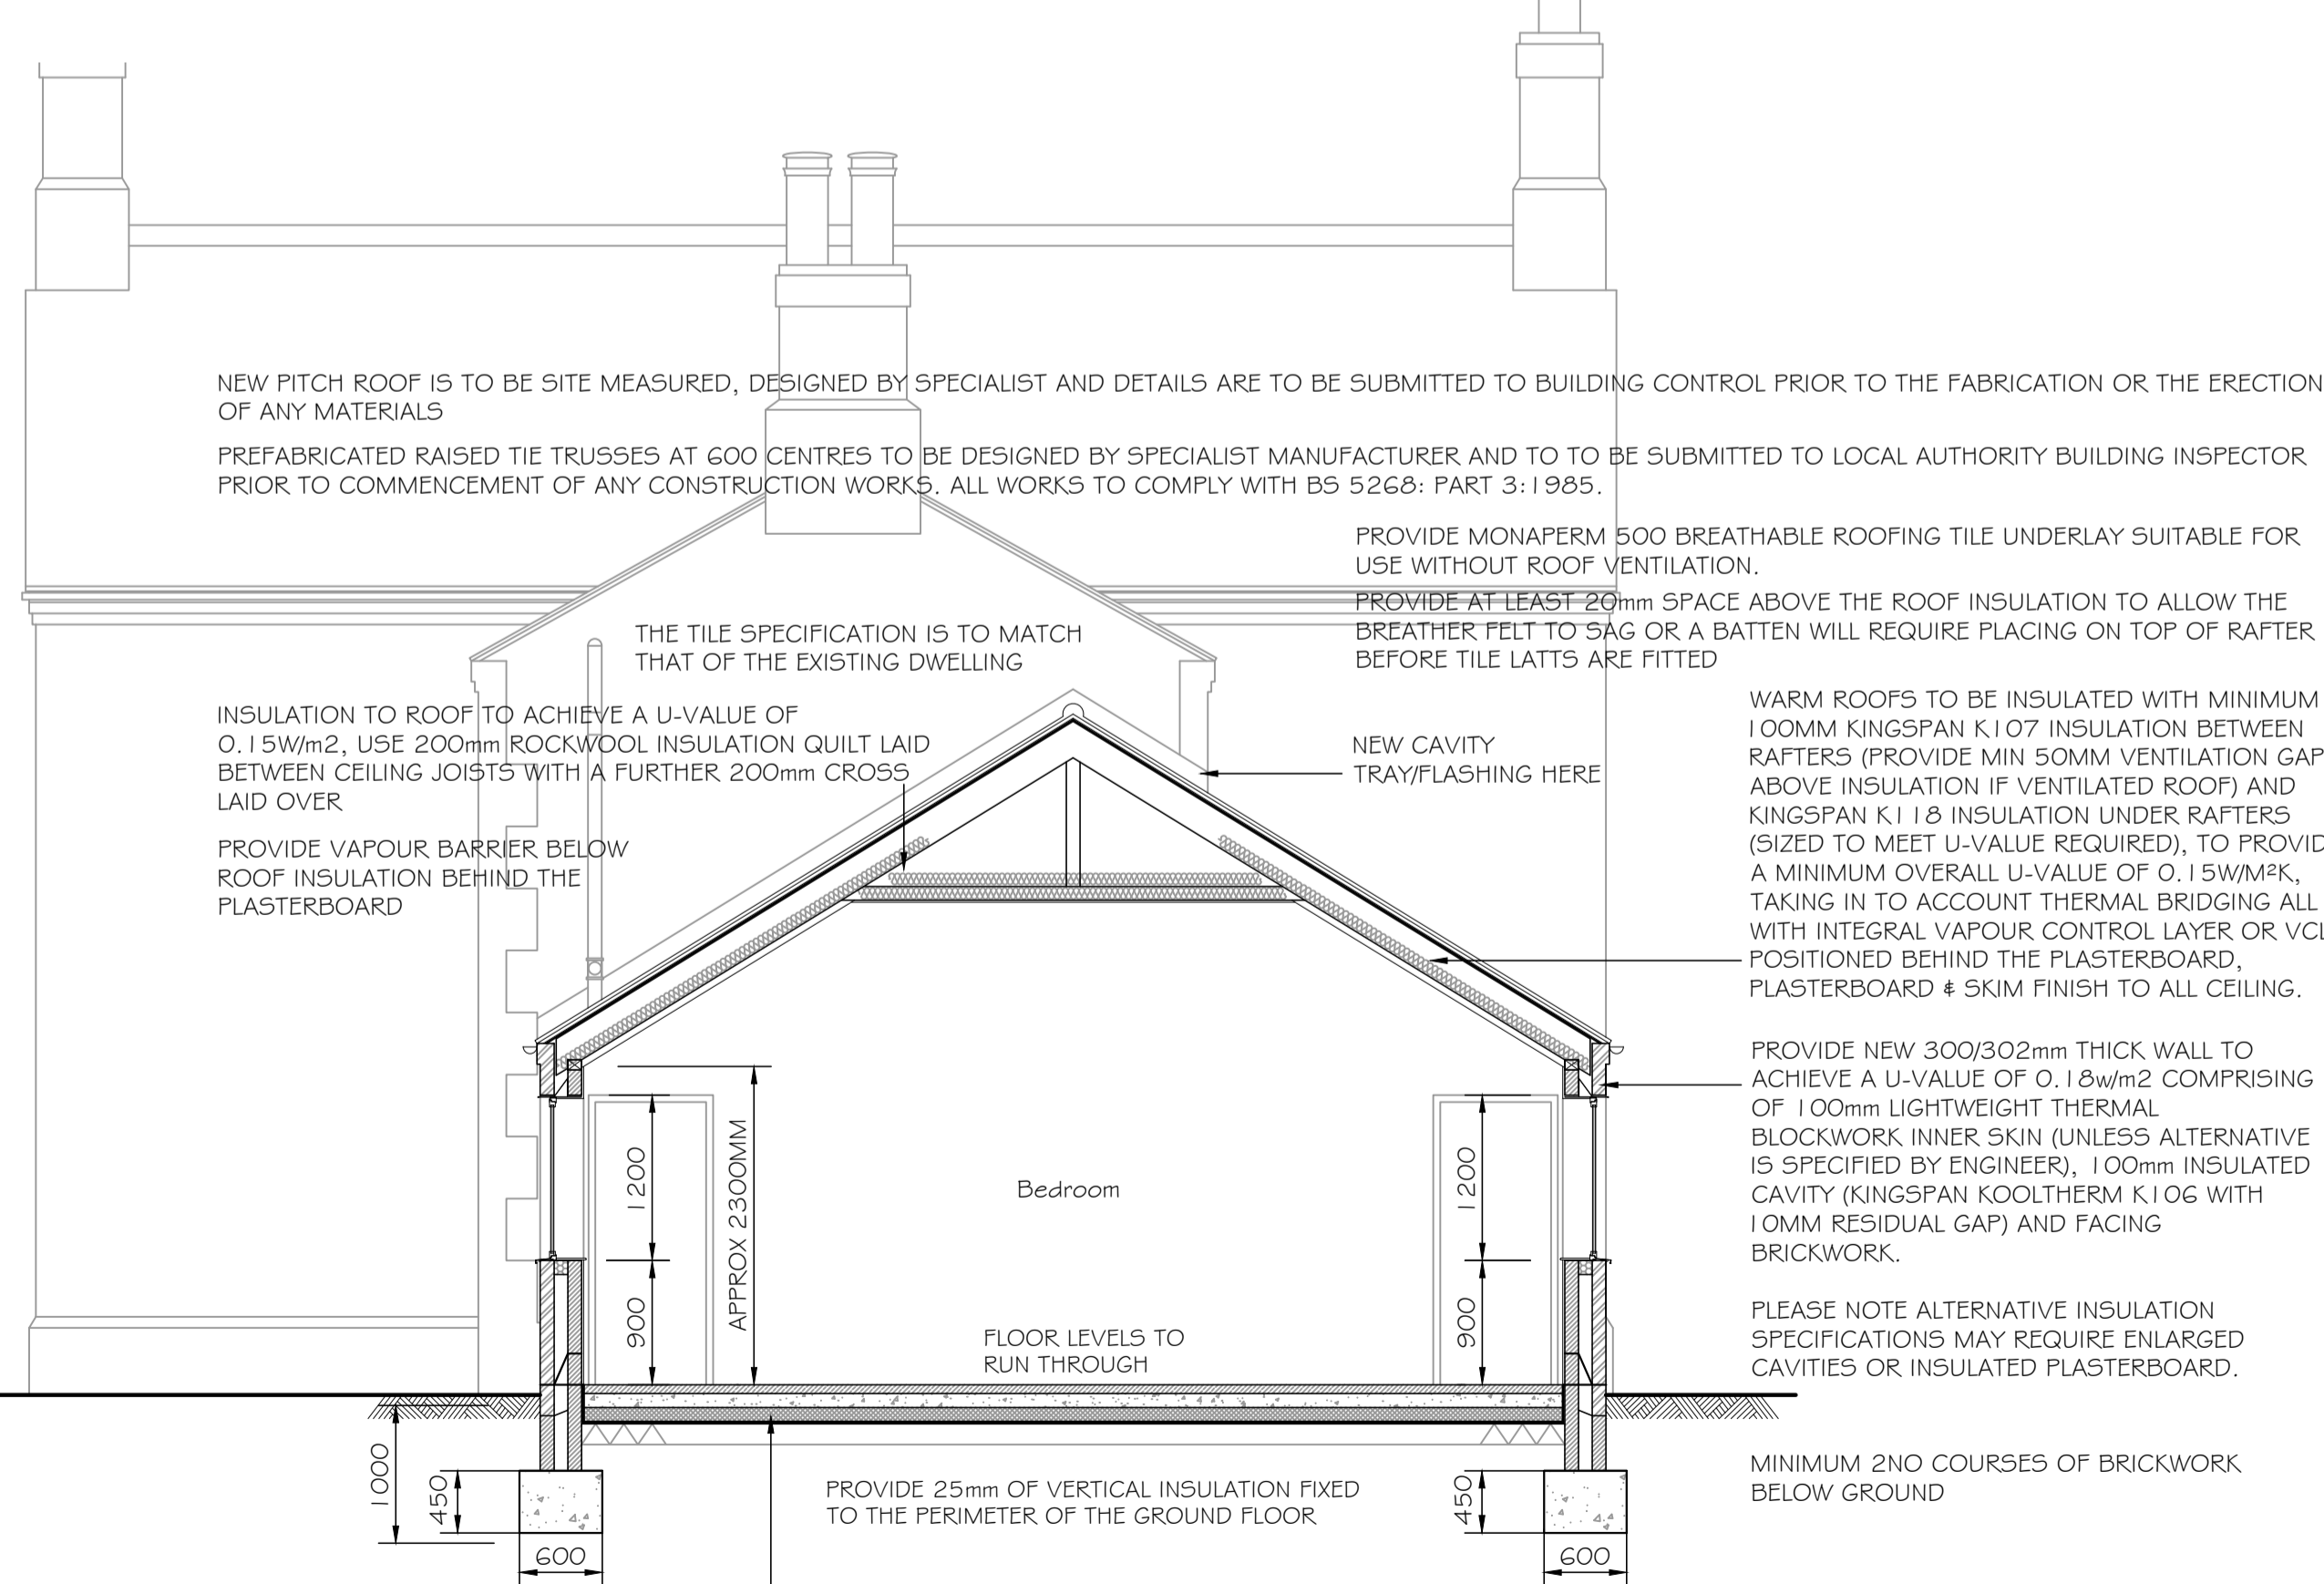 NEW PITCH ROOF IS TO BE SITE MEASURED, DESIGNED BY SPECIALIST AND DETAILS ARE TO BE SUBMITTED TO BUILDING CONTROL PRIOR TO THE FABRICATION OR THE ERECTION
OF ANY MATERIALS
PREFABRICATED RAISED TIE TRUSSES AT 600 CENTRES TO BE DESIGNED BY SPECIALIST MANUFACTURER AND TO TO BE SUBMITTED TO LOCAL AUTHORITY BUILDING INSPECTOR
PRIOR TO COMMENCEMENT OF ANY CONSTRUCTION WORKS. ALL WORKS TO COMPLY WITH BS 5268: PART 3:1985.
PROVIDE MONAPERM 500 BREATHABLE ROOFING TILE UNDERLAY SUITABLE FOR
USE WITHOUT ROOF VENTILATION.
PROVIDE AT LEAST 20mm SPACE ABOVE THE ROOF INSULATION TO ALLOW THE
BREATHER FELT TO SAG OR A BATTEN WILL REQUIRE PLACING ON TOP OF RAFTER
BEFORE TILE LATTS ARE FITTED
THE TILE SPECIFICATION IS TO MATCH
THAT OF THE EXISTING DWELLING
INSULATION TO ROOF TO ACHIEVE A U-VALUE OF
0.15W/m2, USE 200mm ROCKWOOL INSULATION QUILT LAID
BETWEEN CEILING JOISTS WITH A FURTHER 200mm CROSS
LAID OVER
PROVIDE VAPOUR BARRIER BELOW
ROOF INSULATION BEHIND THE
PLASTERBOARD
NEW CAVITY
TRAY/FLASHING HERE
WARM ROOFS TO BE INSULATED WITH MINIMUM
100MM KINGSPAN K107 INSULATION BETWEEN
RAFTERS (PROVIDE MIN 50MM VENTILATION GAP
ABOVE INSULATION IF VENTILATED ROOF) AND
KINGSPAN K118 INSULATION UNDER RAFTERS
(SIZED TO MEET U-VALUE REQUIRED), TO PROVID
A MINIMUM OVERALL U-VALUE OF 0.15W/M²K,
TAKING IN TO ACCOUNT THERMAL BRIDGING ALL
WITH INTEGRAL VAPOUR CONTROL LAYER OR VCL
POSITIONED BEHIND THE PLASTERBOARD,
PLASTERBOARD & SKIM FINISH TO ALL CEILING.
PROVIDE NEW 300/302mm THICK WALL TO
ACHIEVE A U-VALUE OF 0.18w/m2 COMPRISING
OF 100mm LIGHTWEIGHT THERMAL
BLOCKWORK INNER SKIN (UNLESS ALTERNATIVE
IS SPECIFIED BY ENGINEER), 100mm INSULATED
CAVITY (KINGSPAN KOOLTHERM K106 WITH
10MM RESIDUAL GAP) AND FACING
BRICKWORK.
PLEASE NOTE ALTERNATIVE INSULATION
SPECIFICATIONS MAY REQUIRE ENLARGED
CAVITIES OR INSULATED PLASTERBOARD.
MINIMUM 2NO COURSES OF BRICKWORK
BELOW GROUND
1200
900
APPROX 2300MM
Bedroom
1200
900
FLOOR LEVELS TO
RUN THROUGH
1000
450
600
PROVIDE 25mm OF VERTICAL INSULATION FIXED
TO THE PERIMETER OF THE GROUND FLOOR
450
600